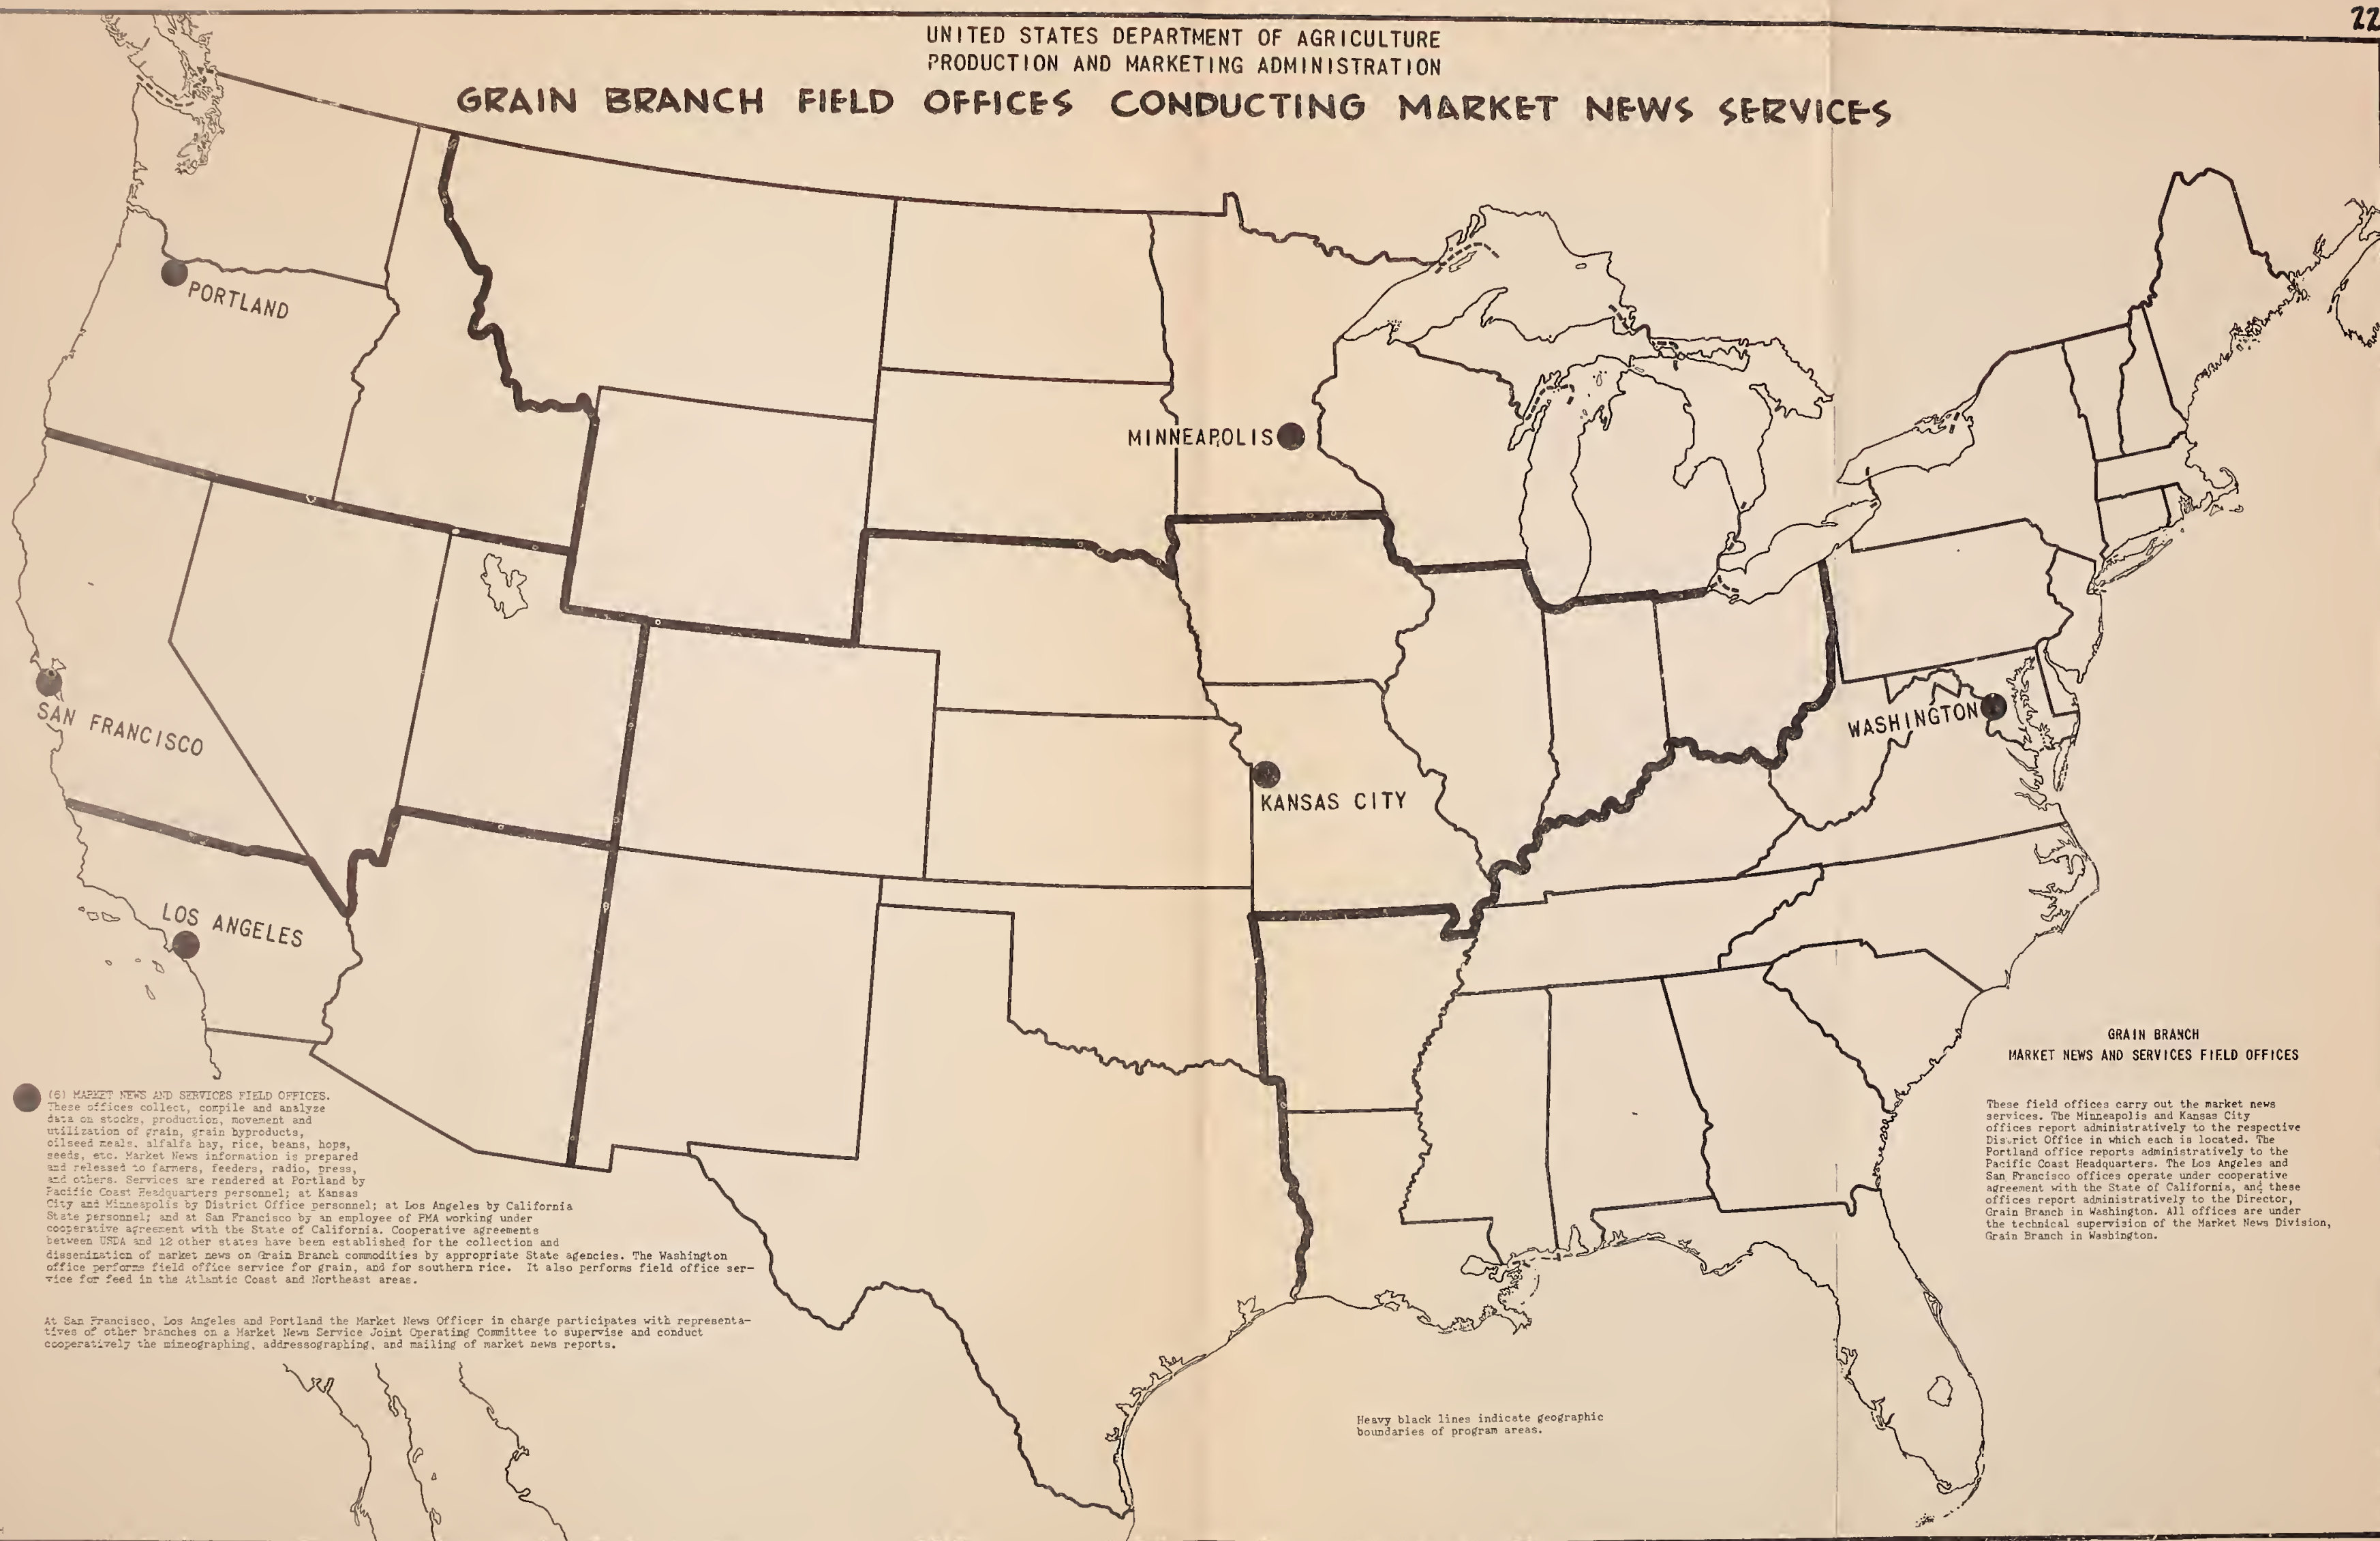 22
UNITED STATES DEPARTMENT OF AGRICULTURE
PRODUCTION AND MARKETING ADMINISTRATION
GRAIN BRANCH FIELD OFFICES CONDUCTING MARKET NEWS SERVICES
PORTLAND
MINNEAPOLIS
SAN FRANCISCO
WASHINGTON
KANSAS CITY
LOS ANGELES
(6) MARKET NEWS AND SERVICES FIELD OFFICES.
These offices collect, compile and analyze
data on stocks, production, movement and
utilization of grain, grain byproducts,
oilseed meals, alfalfa hay, rice, beans, hops,
seeds, etc. Market News information is prepared
and released to farmers, feeders, radio, press,
and others. Services are rendered at Portland by
Pacific Coast Headquarters personnel; at Kansas
City and Minneapolis by District Office personnel; at Los Angeles by California
State personnel; and at San Francisco by an employee of PMA working under
cooperative agreement with the State of California. Cooperative agreements
between USDA and 12 other states have been established for the collection and
dissemination of market news on Grain Branch commodities by appropriate State agencies. The Washington
office performs field office service for grain, and for southern rice. It also performs field office ser-
vice for feed in the Atlantic Coast and Northeast areas.
At San Francisco, Los Angeles and Portland the Market News Officer in charge participates with representa-
tives of other branches on a Market News Service Joint Operating Committee to supervise and conduct
cooperatively the mimeographing, addressographing, and mailing of market news reports.
GRAIN BRANCH
MARKET NEWS AND SERVICES FIELD OFFICES
These field offices carry out the market news
services. The Minneapolis and Kansas City
offices report administratively to the respective
District Office in which each is located. The
Portland office reports administratively to the
Pacific Coast Headquarters. The Los Angeles and
San Francisco offices operate under cooperative
agreement with the State of California, and these
offices report administratively to the Director,
Grain Branch in Washington. All offices are under
the technical supervision of the Market News Division,
Grain Branch in Washington.
Heavy black lines indicate geographic
boundaries of program areas.